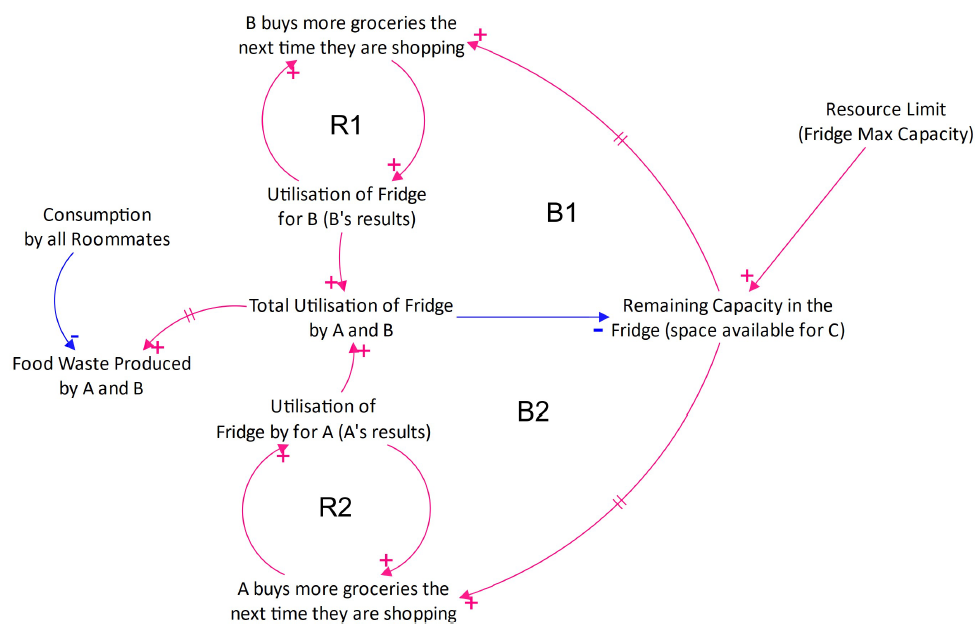 B buys more groceries the
next time they are shopping
+
+
R1
+
Resource Limit
(Fridge Max Capacity)
Utilisation of Fridge
for B (B's results)
B1
Consumption
by all Roommates
+
+
Total Utilisation of Fridge
by A and B
-
Remaining Capacity in the
Fridge (space available for C)
-
+
Food Waste Produced
by A and B
+
Utilisation of
Fridge by for A (A's results)
B2
+
R2
+
A buys more groceries the
next time they are shopping
+